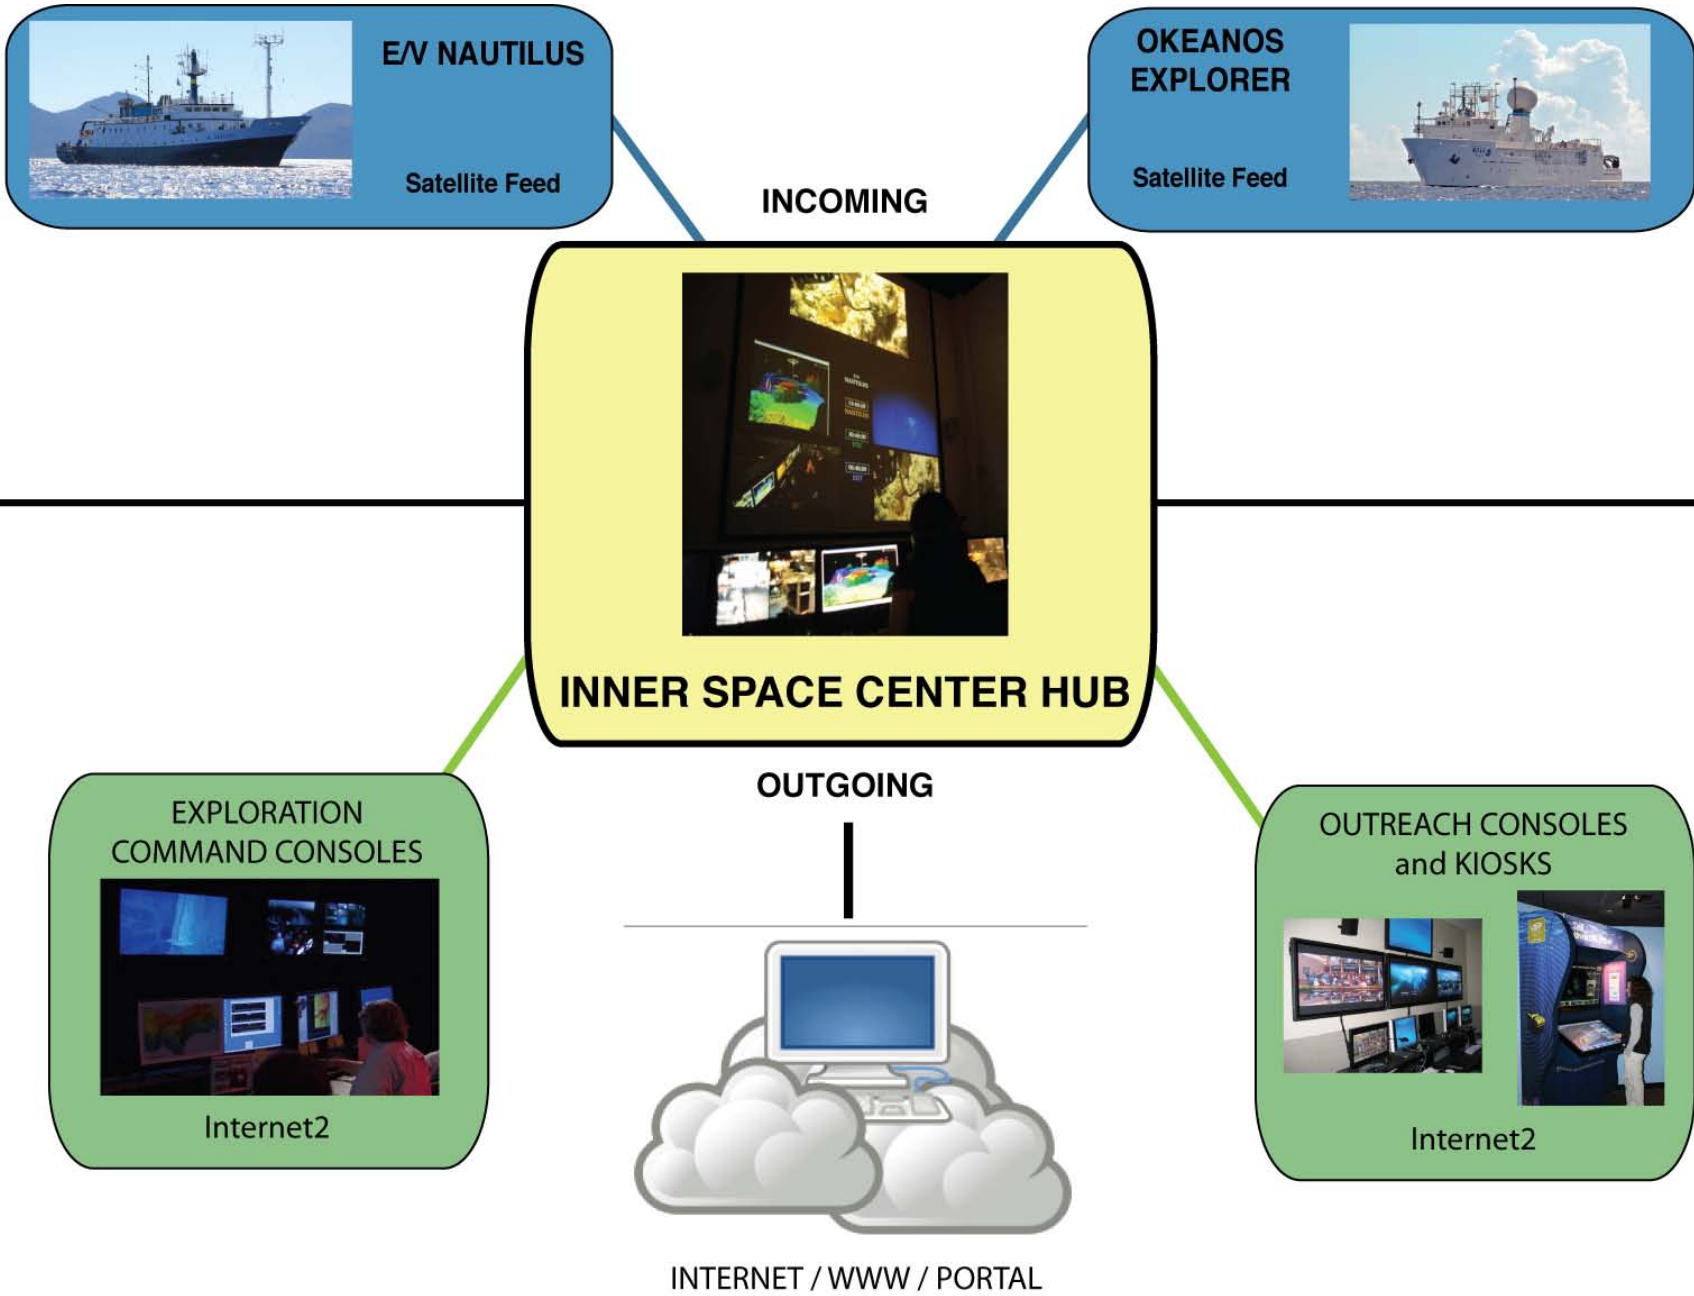 E/V NAUTILUS
Satellite Feed
OKEANOS
EXPLORER
Satellite Feed
INCOMING
INNER SPACE CENTER HUB
OUTGOING
EXPLORATION
COMMAND CONSOLES
Internet2
OUTREACH CONSOLES
and KIOSKS
Internet2
INTERNET / WWW / PORTAL